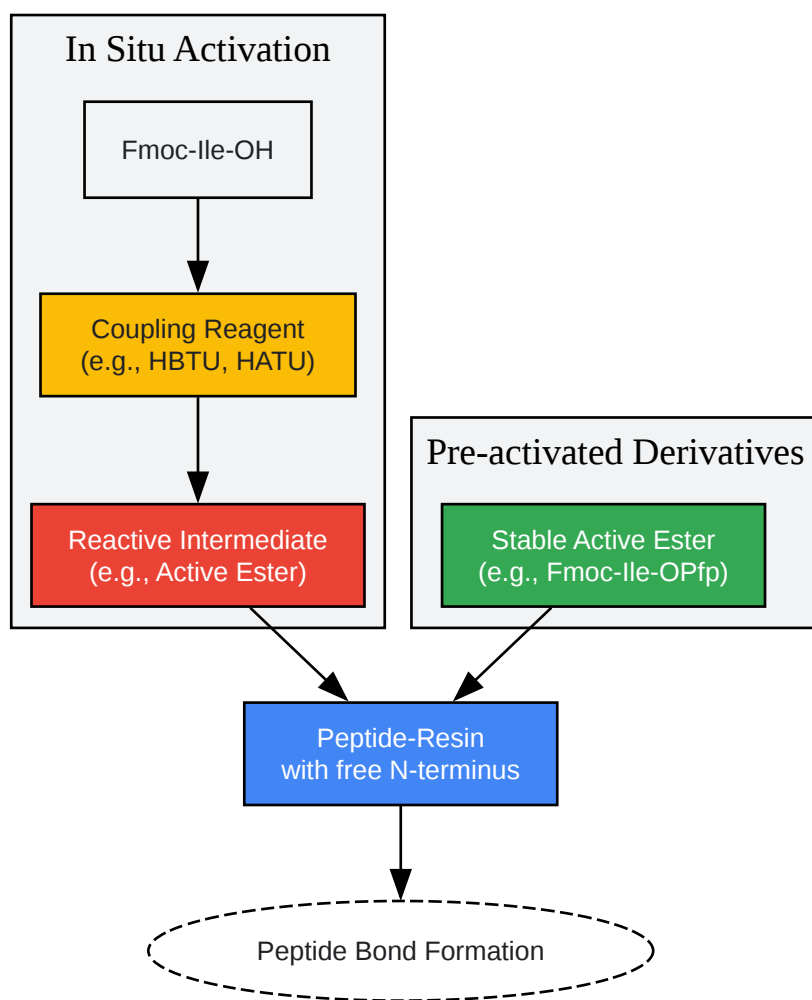 In Situ Activation
Fmoc-Ile-OH
Coupling Reagent
(e.g., HBTU, HATU)
Reactive Intermediate
(e.g., Active Ester)
Pre-activated Derivatives
Stable Active Ester
(e.g., Fmoc-Ile-OPfp)
Peptide-Resin
with free N-terminus
Peptide Bond Formation